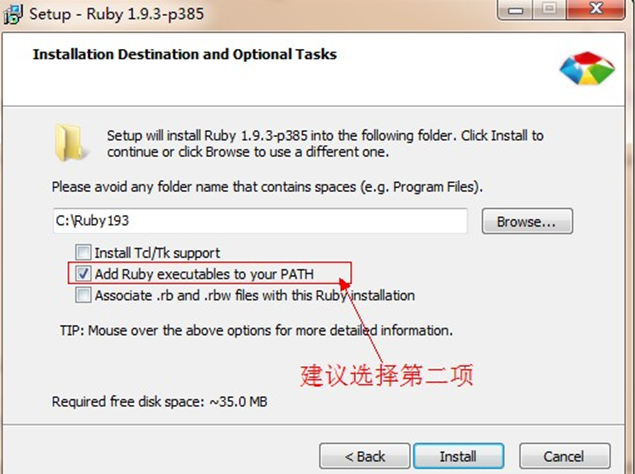 Setup - Ruby 1.9.3-p385
Installation Destination and Optional Tasks
Setup will install Ruby 1.9.3-p385 into the following folder. Click Install to
continue or click Browse to use a different one.
Please avoid any folder name that contains spaces (e.g. Program Files).
C:\Ruby193
Browse...
Install Tcl/Tk support
Add Ruby executables to your PATH
Associate .rb and .rbw files with this Ruby installation
TIP: Mouse over the above options for more detailed information.
建议选择第二项
Required free disk space: ~35.0 MB
< Back
Install
Cancel